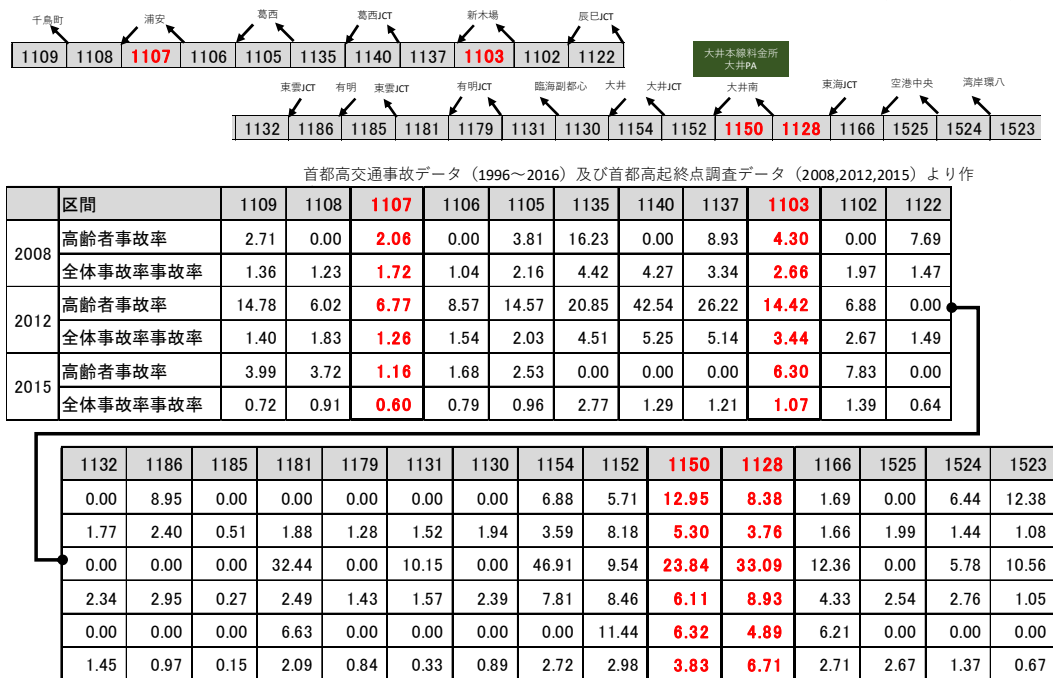 千鳥町 浦安 葛西 葛西JCT 新木場 辰巳JCT
1109 1108 1107 1106 1105 1135 1140 1137 1103 1102 1122
大井本線料金所
大井PA
東雲JCT 有明 東雲JCT 有明JCT 臨海副都心 大井 大井JCT 大井南 東海JCT 空港中央 湾岸環八
1132 1186 1185 1181 1179 1131 1130 1154 1152 1150 1128 1166 1525 1524 1523
首都高交通事故データ（1996～2016）及び首都高起終点調査データ（2008,2012,2015）より作
区間 1109 1108 1107 1106 1105 1135 1140 1137 1103 1102 1122
2008 高齢者事故率 2.71 0.00 2.06 0.00 3.81 16.23 0.00 8.93 4.30 0.00 7.69
全体事故率事故率 1.36 1.23 1.72 1.04 2.16 4.42 4.27 3.34 2.66 1.97 1.47
2012 高齢者事故率 14.78 6.02 6.77 8.57 14.57 20.85 42.54 26.22 14.42 6.88 0.00
全体事故率事故率 1.40 1.83 1.26 1.54 2.03 4.51 5.25 5.14 3.44 2.67 1.49
2015 高齢者事故率 3.99 3.72 1.16 1.68 2.53 0.00 0.00 0.00 6.30 7.83 0.00
全体事故率事故率 0.72 0.91 0.60 0.79 0.96 2.77 1.29 1.21 1.07 1.39 0.64
1132 1186 1185 1181 1179 1131 1130 1154 1152 1150 1128 1166 1525 1524 1523
0.00 8.95 0.00 0.00 0.00 0.00 0.00 6.88 5.71 12.95 8.38 1.69 0.00 6.44 12.38
1.77 2.40 0.51 1.88 1.28 1.52 1.94 3.59 8.18 5.30 3.76 1.66 1.99 1.44 1.08
0.00 0.00 0.00 32.44 0.00 10.15 0.00 46.91 9.54 23.84 33.09 12.36 0.00 5.78 10.56
2.34 2.95 0.27 2.49 1.43 1.57 2.39 7.81 8.46 6.11 8.93 4.33 2.54 2.76 1.05
0.00 0.00 0.00 6.63 0.00 0.00 0.00 0.00 11.44 6.32 4.89 6.21 0.00 0.00 0.00
1.45 0.97 0.15 2.09 0.84 0.33 0.89 2.72 2.98 3.83 6.71 2.71 2.67 1.37 0.67